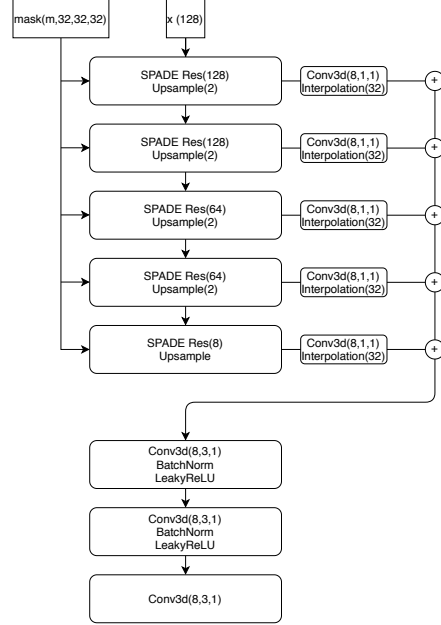 mask(m,32,32,32)
x (128)
SPADE Res(128)
Upsample(2)
Conv3d(8,1,1)
Interpolation(32)
+
SPADE Res(128)
Upsample(2)
Conv3d(8,1,1)
Interpolation(32)
+
SPADE Res(64)
Upsample(2)
Conv3d(8,1,1)
Interpolation(32)
+
SPADE Res(64)
Upsample(2)
Conv3d(8,1,1)
Interpolation(32)
+
SPADE Res(8)
Upsample
Conv3d(8,1,1)
Interpolation(32)
+
Conv3d(8,3,1)
BatchNorm
LeakyReLU
Conv3d(8,3,1)
BatchNorm
LeakyReLU
Conv3d(8,3,1)